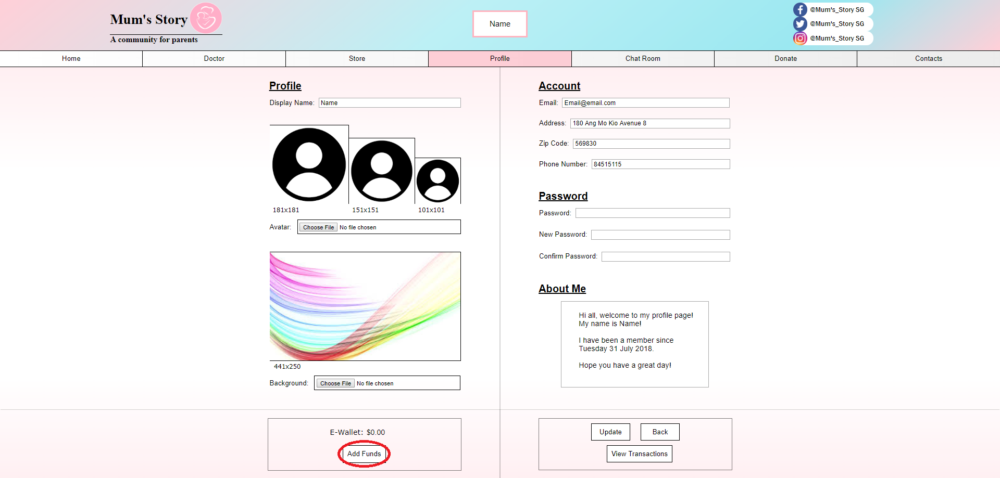 Mum's Story
A community for parents
Name
@Mum's_Story SG
@Mum's_Story SG
@Mum's_Story SG
Home Doctor Store Profile Chat Room Donate Contacts
Profile
Display Name: Name
181x181 151x151 101x101
Avatar: Choose File No file chosen
441x250
Background: Choose File No file chosen
E-Wallet: $0.00
Add Funds
Account
Email: Email@email.com
Address: 180 Ang Mo Kio Avenue 8
Zip Code: 569830
Phone Number: 84515115
Password
Password:
New Password:
Confirm Password:
About Me
Hi all, welcome to my profile page!
My name is Name!
I have been a member since
Tuesday 31 July 2018.
Hope you have a great day!
Update Back
View Transactions